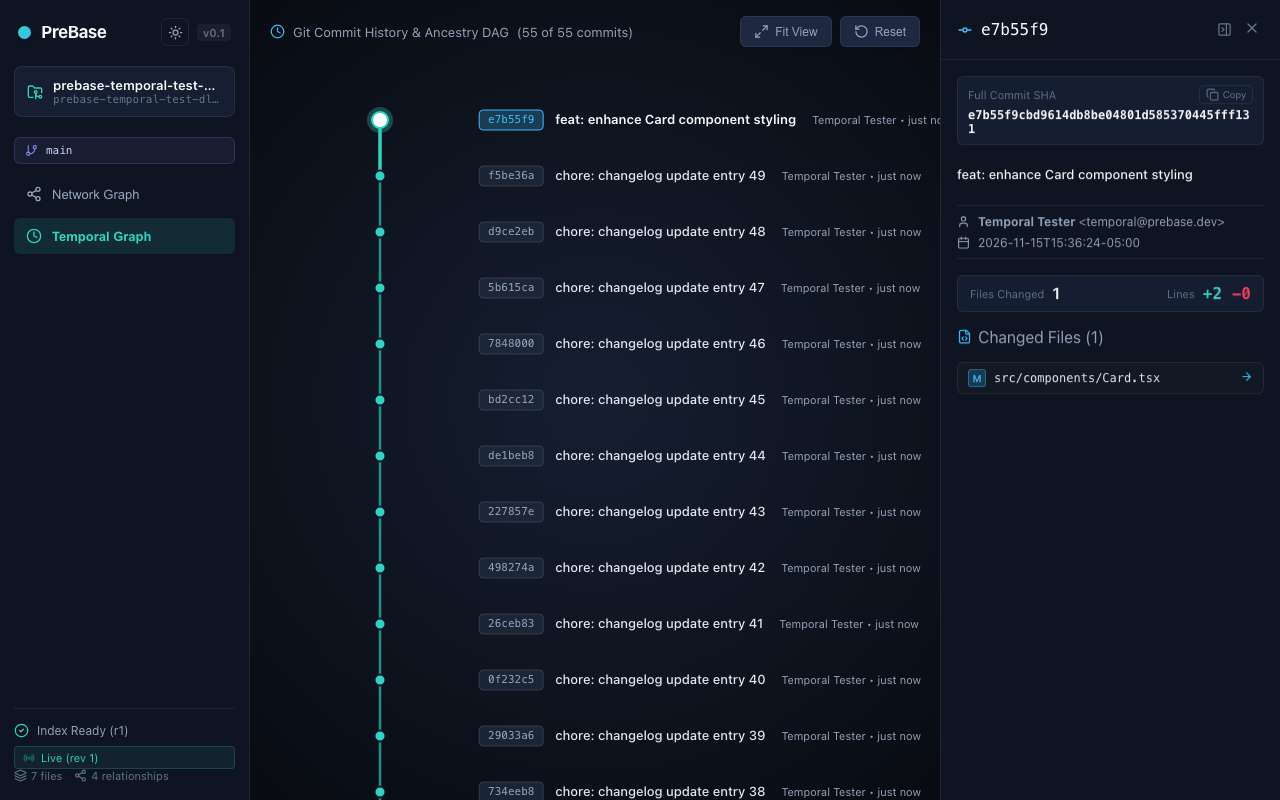 PreBase
v0.1
prebase-temporal-test-...
prebase-temporal-test-dl…
main
Network Graph
Temporal Graph
Index Ready (r1)
Live (rev 1)
7 files 4 relationships
Git Commit History & Ancestry DAG (55 of 55 commits)
Fit View
Reset
e7b55f9 feat: enhance Card component styling Temporal Tester • just no
f5be36a chore: changelog update entry 49 Temporal Tester • just now
d9ce2eb chore: changelog update entry 48 Temporal Tester • just now
5b615ca chore: changelog update entry 47 Temporal Tester • just now
7848000 chore: changelog update entry 46 Temporal Tester • just now
bd2cc12 chore: changelog update entry 45 Temporal Tester • just now
de1beb8 chore: changelog update entry 44 Temporal Tester • just now
227857e chore: changelog update entry 43 Temporal Tester • just now
498274a chore: changelog update entry 42 Temporal Tester • just now
26ceb83 chore: changelog update entry 41 Temporal Tester • just now
0f232c5 chore: changelog update entry 40 Temporal Tester • just now
29033a6 chore: changelog update entry 39 Temporal Tester • just now
734eeb8 chore: changelog update entry 38 Temporal Tester • just now
e7b55f9
Full Commit SHA
Copy
e7b55f9cbd9614db8be04801d585370445fff13
1
feat: enhance Card component styling
Temporal Tester <temporal@prebase.dev>
2026-11-15T15:36:24-05:00
Files Changed 1 Lines +2 −0
Changed Files (1)
M src/components/Card.tsx